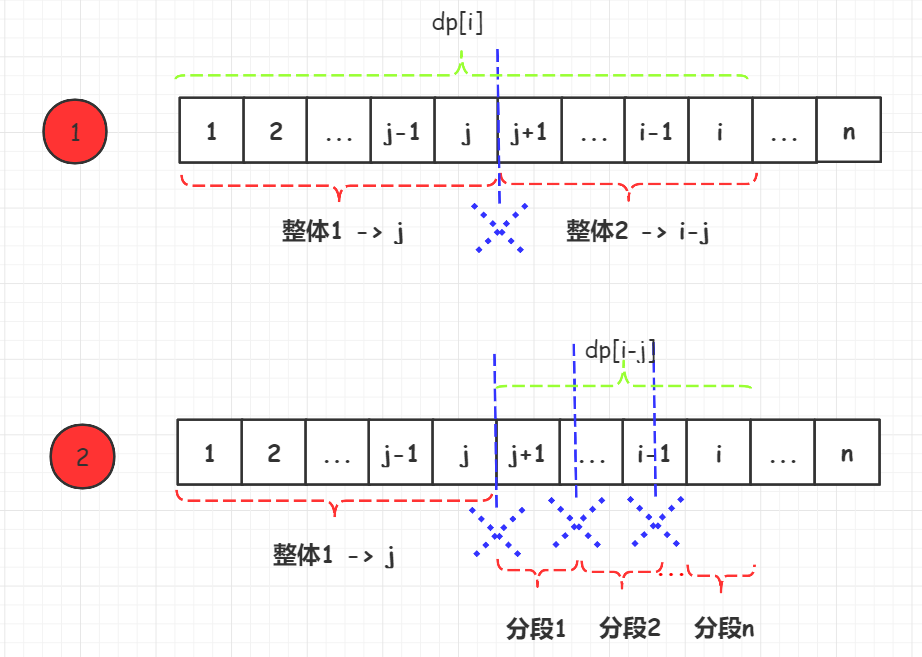 dp[i]
1
1 2 ... j-1 j j+1 ... i-1 i ... n
整体1 -> j 整体2 -> i-j
dp[i-j]
2
1 2 ... j-1 j j+1 ... i-1 i ... n
整体1 -> j
...
分段1 分段2 分段n